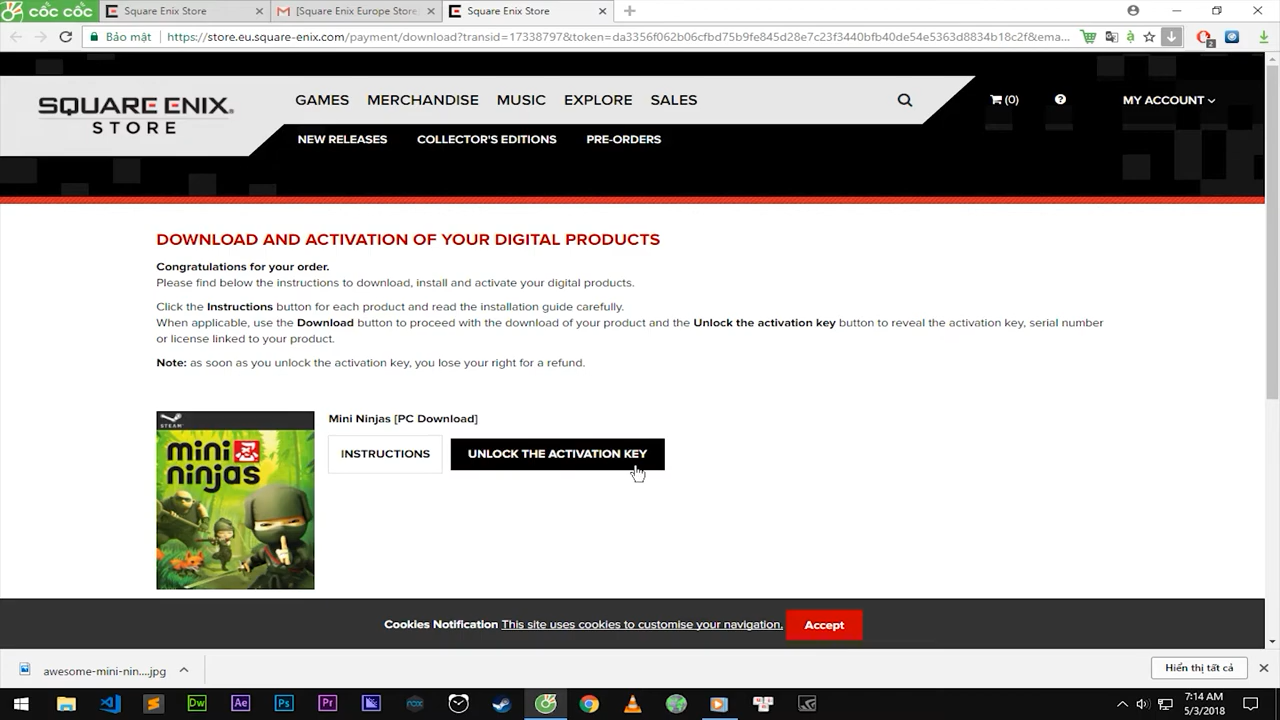 cốc cốc
Square Enix Store
[Square Enix Europe Store
Square Enix Store
Bảo mật
https://store.eu.square-enix.com/payment/download?transid=17338797&token=da3356f062b06cfbd75b9fe845d28e7c23f3440bfb40de54e5363d8834b18c2f&ema...
SQUARE ENIX.
STORE
GAMES MERCHANDISE MUSIC EXPLORE SALES
(0)
MY ACCOUNT
NEW RELEASES COLLECTOR'S EDITIONS PRE-ORDERS
DOWNLOAD AND ACTIVATION OF YOUR DIGITAL PRODUCTS
Congratulations for your order.
Please find below the instructions to download, install and activate your digital products.
Click the Instructions button for each product and read the installation guide carefully.
When applicable, use the Download button to proceed with the download of your product and the Unlock the activation key button to reveal the activation key, serial number
or license linked to your product.
Note: as soon as you unlock the activation key, you lose your right for a refund.
STEAM
mini 忍
ninjas
Mini Ninjas [PC Download]
INSTRUCTIONS
UNLOCK THE ACTIVATION KEY
Cookies Notification This site uses cookies to customise your navigation. Accept
awesome-mini-nin....jpg
Hiển thị tất cả
Dw Ae Ps Pr
7:14 AM
5/3/2018